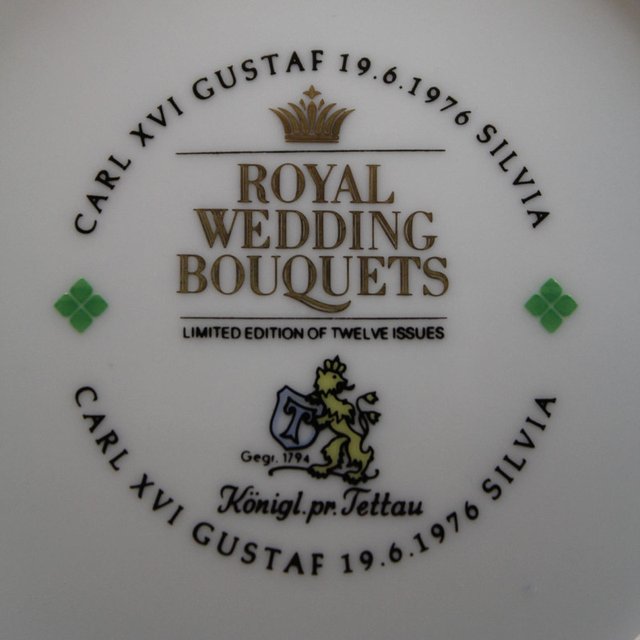 CARL XVI GUSTAF 19.6.1976 SILVIA
ROYAL
WEDDING
BOUQUETS
LIMITED EDITION OF TWELVE ISSUES
T
Gegr. 1794
Königl. pr. Tettau
CARL XVI GUSTAF 19.6.1976 SILVIA